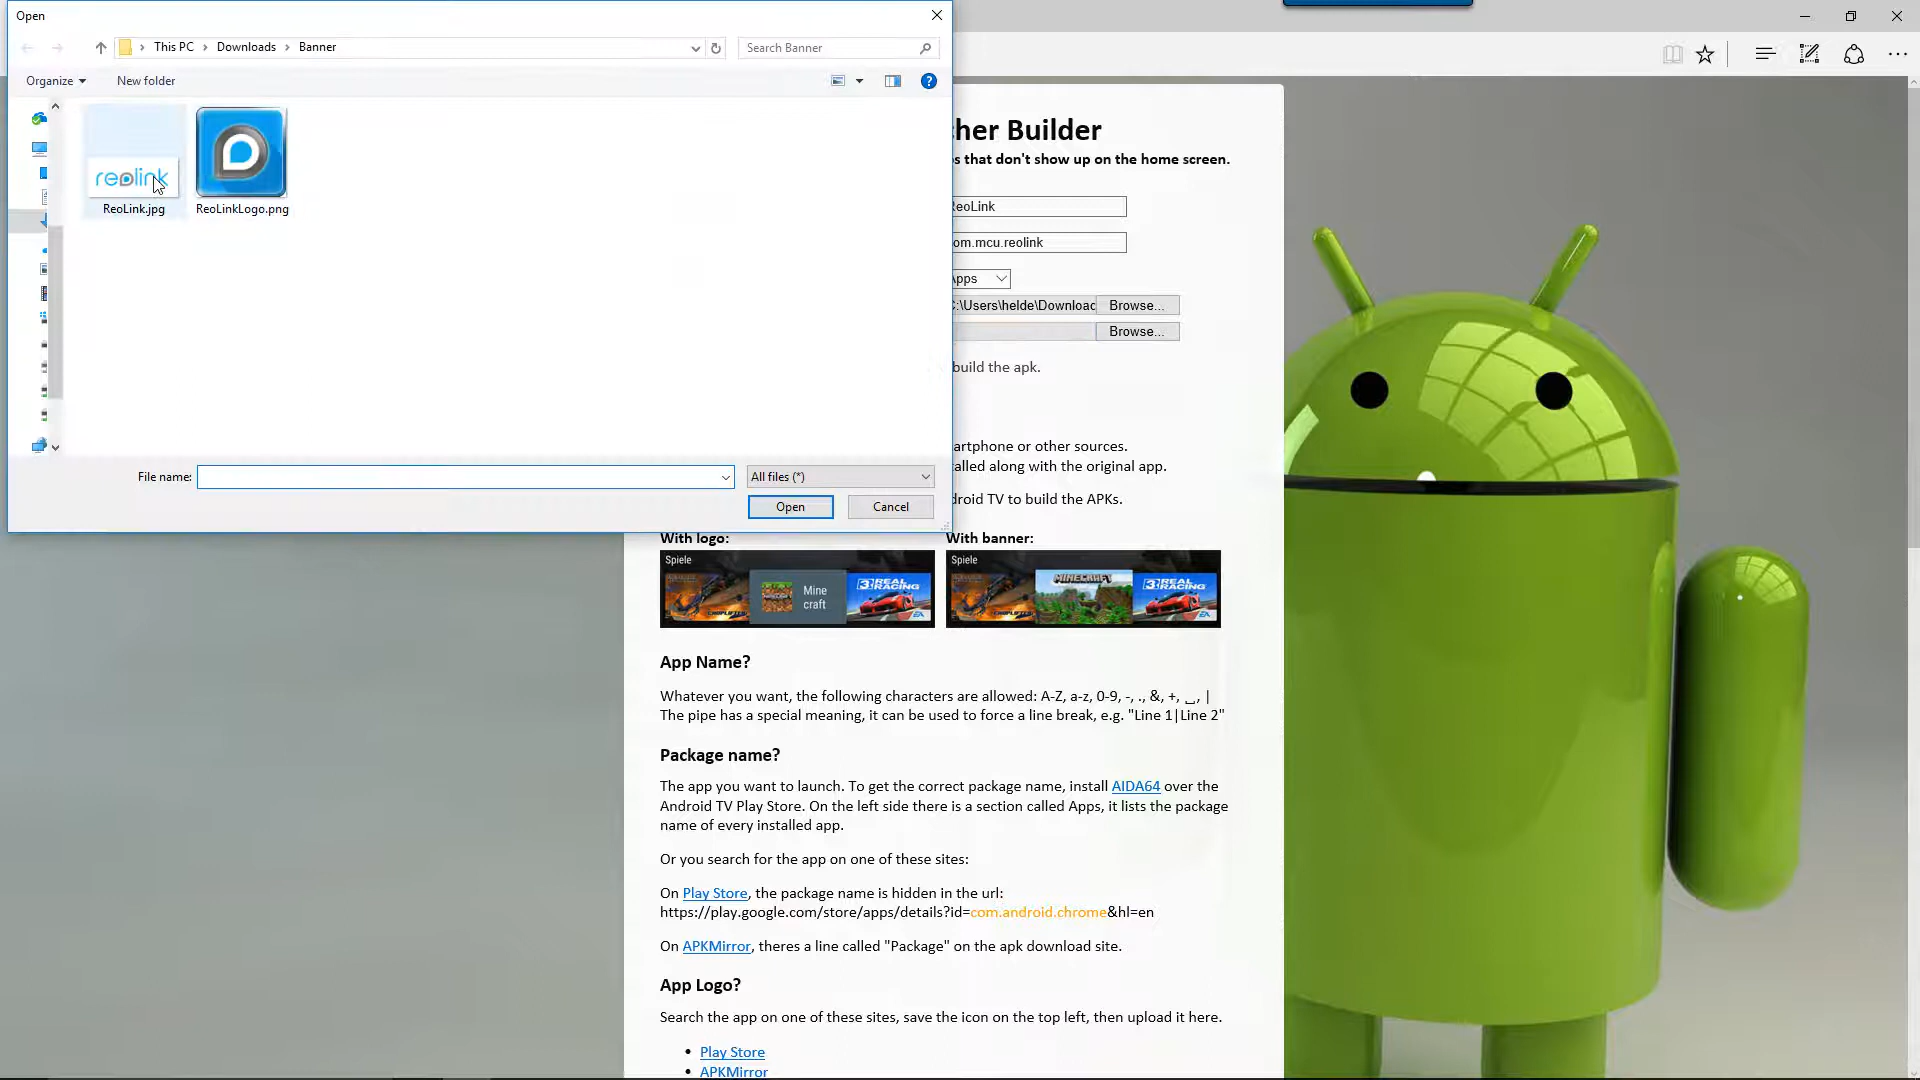 Open
This PC
Downloads
Banner
Search Banner
Organize
New folder
reolink
ReoLink.jpg
ReoLinkLogo.png
File name:
All files (*)
Open
Cancel
cher Builder
s that don't show up on the home screen.
ReoLink
om.mcu.reolink
Apps
C:\Users\helde\Downloac
Browse...
Browse...
build the apk.
artphone or other sources.
alled along with the original app.
droid TV to build the APKs.
With logo:
With banner:
Spiele
Mine
craft
REAL
RACING
Spiele
MINECRAFT
REAL
RACING
App Name?
Whatever you want, the following characters are allowed: A-Z, a-z, 0-9, -, ., &, +, ␣, |
The pipe has a special meaning, it can be used to force a line break, e.g. "Line 1|Line 2"
Package name?
The app you want to launch. To get the correct package name, install AIDA64 over the
Android TV Play Store. On the left side there is a section called Apps, it lists the package
name of every installed app.
Or you search for the app on one of these sites:
On Play Store, the package name is hidden in the url:
https://play.google.com/store/apps/details?id=com.android.chrome&hl=en
On APKMirror, theres a line called "Package" on the apk download site.
App Logo?
Search the app on one of these sites, save the icon on the top left, then upload it here.
• Play Store
• APKMirror